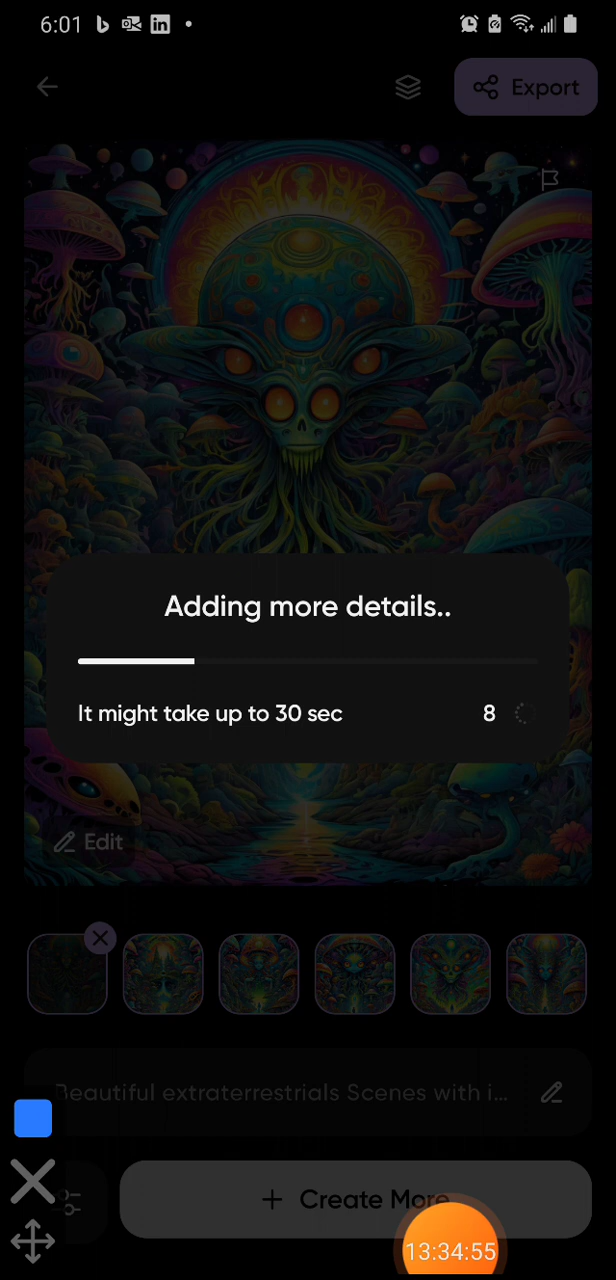 6:01
Export
Adding more details..
It might take up to 30 sec
8
Edit
Beautiful extraterrestrials Scenes with i...
+ Create More
13:34:55